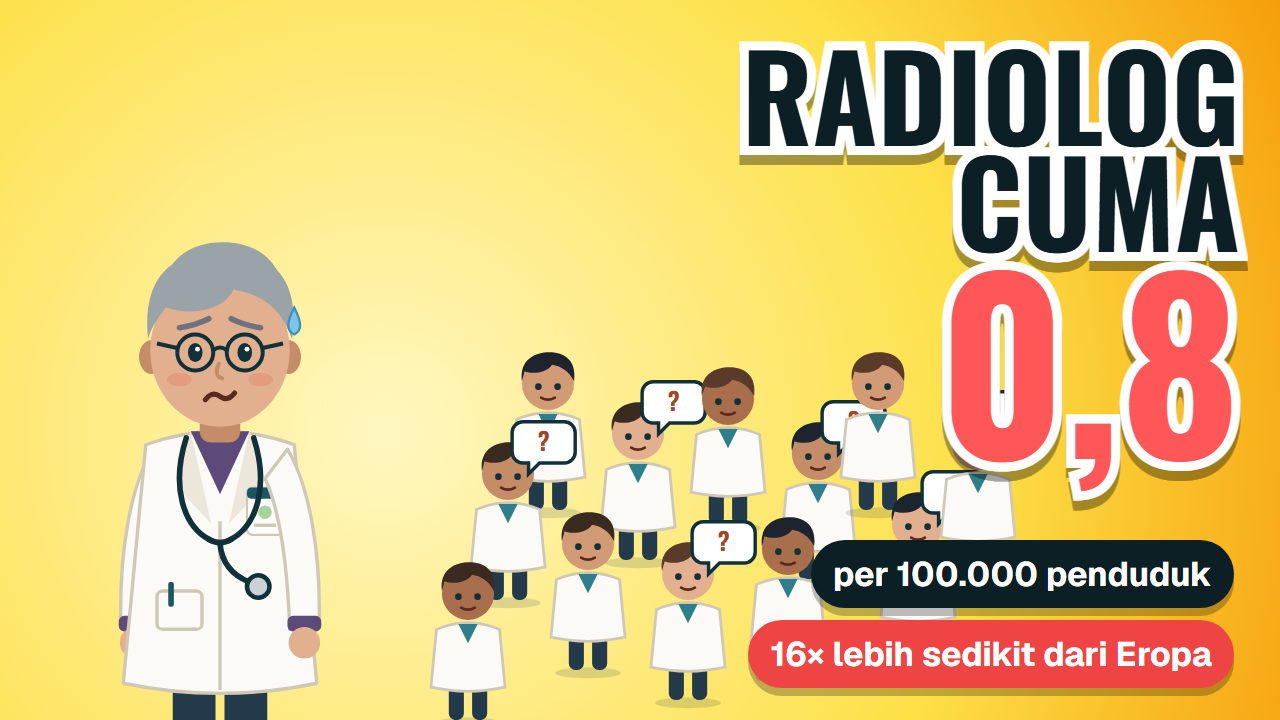 RADIOLOG
CUMA
0,8
?
?
?
?
per 100.000 penduduk
16× lebih sedikit dari Eropa